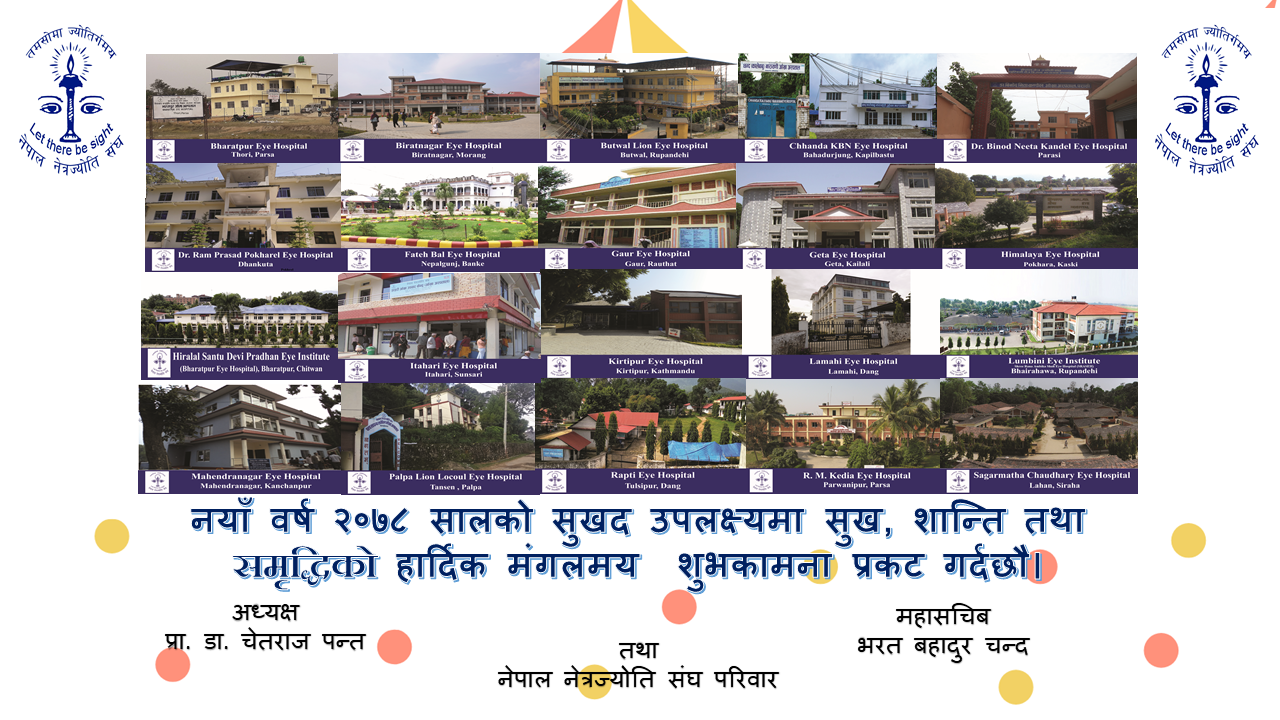 तमसोमा ज्योतिर्गमय
Let there be sight
नेपाल नेत्रज्योति संघ
तमसोमा ज्योतिर्गमय
Let there be sight
नेपाल नेत्रज्योति संघ
Bharatpur Eye Hospital
Thori, Parsa
Biratnagar Eye Hospital
Biratnagar, Morang
Butwal Lion Eye Hospital
Butwal, Rupandehi
Chhanda KBN Eye Hospital
Bahadurjung, Kapilbastu
Dr. Binod Neeta Kandel Eye Hospital
Parasi
Dr. Ram Prasad Pokharel Eye Hospital
Dhankuta
Fateh Bal Eye Hospital
Nepalgunj, Banke
Gaur Eye Hospital
Gaur, Rauthat
Geta Eye Hospital
Geta, Kailali
Himalaya Eye Hospital
Pokhara, Kaski
Hiralal Santu Devi Pradhan Eye Institute
(Bharatpur Eye Hospital), Bharatpur, Chitwan
Itahari Eye Hospital
Itahari, Sunsari
Kirtipur Eye Hospital
Kirtipur, Kathmandu
Lamahi Eye Hospital
Lamahi, Dang
Lumbini Eye Institute
Bhairahawa, Rupandehi
Mahendranagar Eye Hospital
Mahendranagar, Kanchanpur
Palpa Lion Locoul Eye Hospital
Tansen , Palpa
Rapti Eye Hospital
Tulsipur, Dang
R. M. Kedia Eye Hospital
Parwanipur, Parsa
Sagarmatha Chaudhary Eye Hospital
Lahan, Siraha
नयाँ वर्ष २०७८ सालको सुखद उपलक्ष्यमा सुख, शान्ति तथा
समृद्धिको हार्दिक मंगलमय शुभकामना प्रकट गर्दछौ।
अध्यक्ष
प्रा. डा. चेतराज पन्त
महासचिब
भरत बहादुर चन्द
तथा
नेपाल नेत्रज्योति संघ परिवार